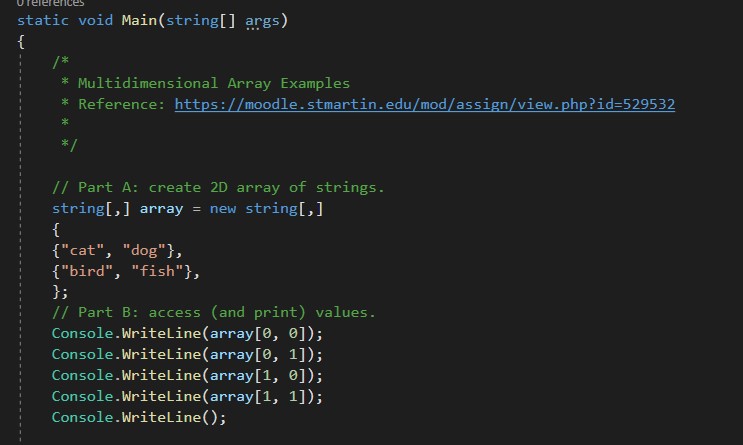 0 references
static void Main(string[] args)
{
/*
* Multidimensional Array Examples
* Reference: https://moodle.stmartin.edu/mod/assign/view.php?id=529532
*
*/
// Part A: create 2D array of strings.
string[,] array = new string[,]
{
{"cat", "dog"},
{"bird", "fish"},
};
// Part B: access (and print) values.
Console.WriteLine(array[0, 0]);
Console.WriteLine(array[0, 1]);
Console.WriteLine(array[1, 0]);
Console.WriteLine(array[1, 1]);
Console.WriteLine();